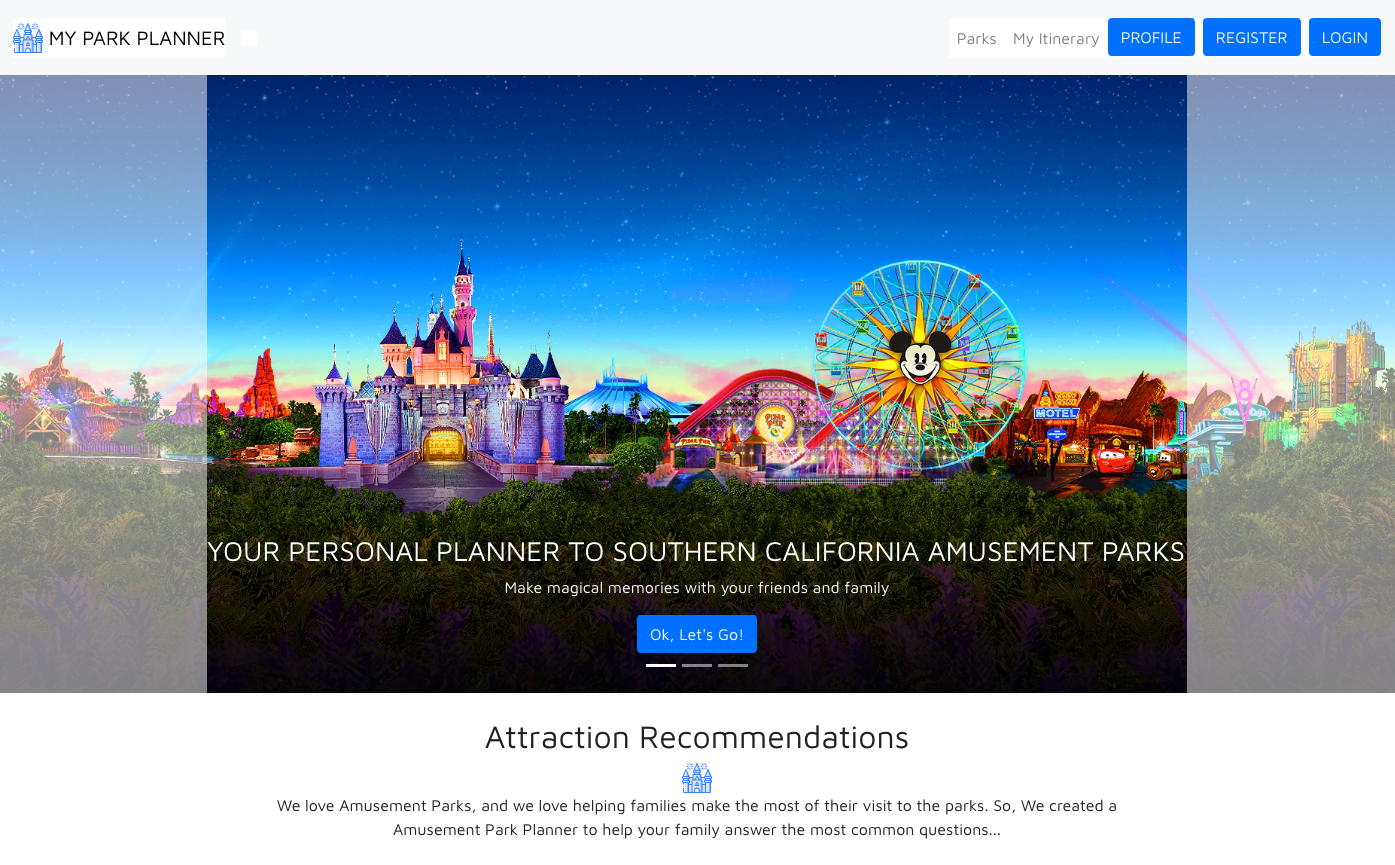 MY PARK PLANNER
Parks My Itinerary PROFILE REGISTER LOGIN
PIXAR PIER
MOTEL
YOUR PERSONAL PLANNER TO SOUTHERN CALIFORNIA AMUSEMENT PARKS
Make magical memories with your friends and family
Ok, Let's Go!
Attraction Recommendations
We love Amusement Parks, and we love helping families make the most of their visit to the parks. So, We created a
Amusement Park Planner to help your family answer the most common questions...